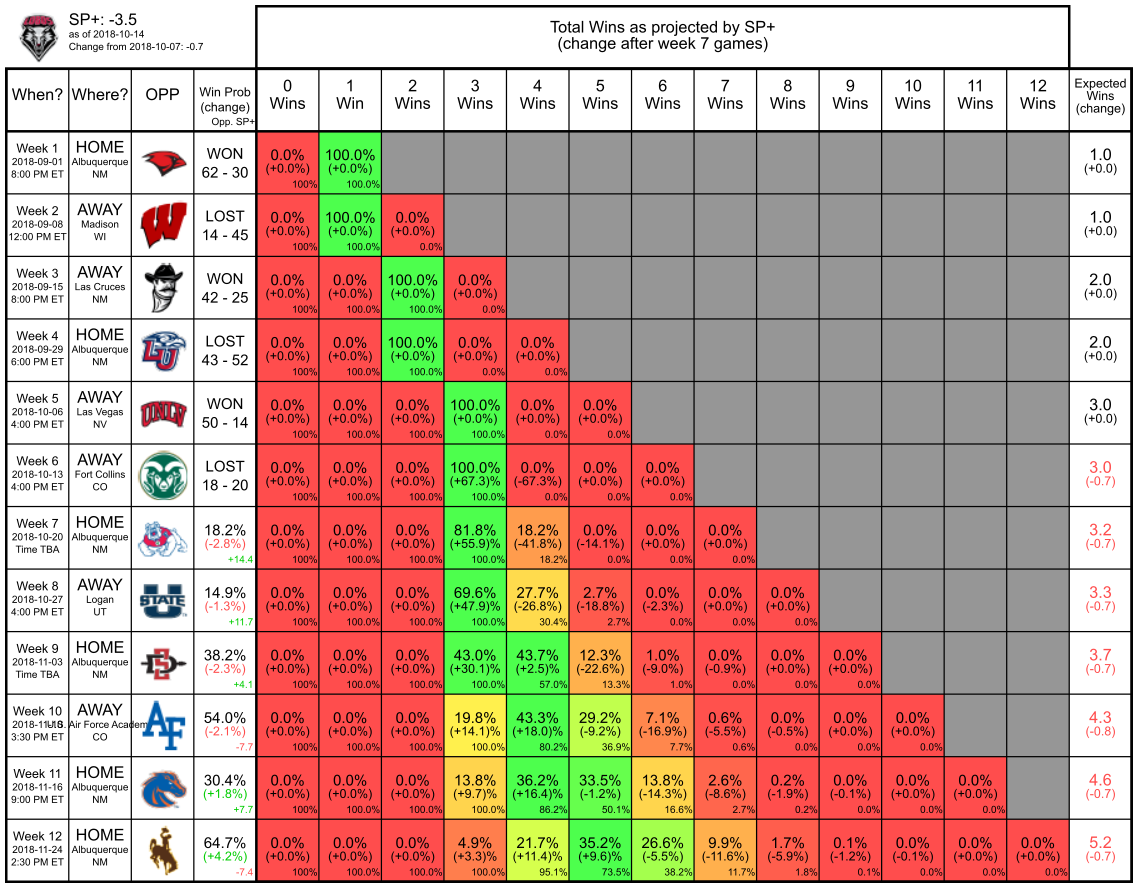 SP+: -3.5
as of 2018-10-14
Change from 2018-10-07: -0.7
Total Wins as projected by SP+
(change after week 7 games)
When? Where? OPP Win Prob (change) Opp. SP+ 0 Wins 1 Win 2 Wins 3 Wins 4 Wins 5 Wins 6 Wins 7 Wins 8 Wins 9 Wins 10 Wins 11 Wins 12 Wins Expected Wins (change)
Week 1 HOME WON 0.0% 100.0% 1.0
2018-09-01 Albuquerque (+0.0%) (+0.0%) (+0.0)
8:00 PM ET NM 62 - 30 100% 100.0%
Week 2 AWAY LOST 0.0% 100.0% 0.0% 1.0
2018-09-08 Madison W (+0.0%) (+0.0%) (+0.0%) (+0.0)
12:00 PM ET WI 14 - 45 100% 100.0% 0.0%
Week 3 AWAY WON 0.0% 0.0% 100.0% 0.0% 2.0
2018-09-15 Las Cruces (+0.0%) (+0.0%) (+0.0%) (+0.0%) (+0.0)
8:00 PM ET NM 42 - 25 100% 100.0% 100.0% 0.0%
Week 4 HOME LOST 0.0% 0.0% 100.0% 0.0% 0.0% 2.0
2018-09-29 Albuquerque LU (+0.0%) (+0.0%) (+0.0%) (+0.0%) (+0.0%) (+0.0)
6:00 PM ET NM 43 - 52 100% 100.0% 100.0% 0.0% 0.0%
Week 5 AWAY WON 0.0% 0.0% 0.0% 100.0% 0.0% 0.0% 3.0
2018-10-06 Las Vegas UNLV (+0.0%) (+0.0%) (+0.0%) (+0.0%) (+0.0%) (+0.0%) (+0.0)
4:00 PM ET NV 50 - 14 100% 100.0% 100.0% 100.0% 0.0% 0.0%
Week 6 AWAY LOST 0.0% 0.0% 0.0% 100.0% 0.0% 0.0% 0.0% 3.0
2018-10-13 Fort Collins (+0.0%) (+0.0%) (+0.0%) (+67.3)% (-67.3%) (+0.0%) (+0.0%) (-0.7)
4:00 PM ET CO 18 - 20 100% 100.0% 100.0% 100.0% 0.0% 0.0% 0.0%
Week 7 HOME 18.2% 0.0% 0.0% 0.0% 81.8% 18.2% 0.0% 0.0% 0.0% 3.2
2018-10-20 Albuquerque (-2.8%) (+0.0%) (+0.0%) (+0.0%) (+55.9)% (-41.8%) (-14.1%) (+0.0%) (+0.0%) (-0.7)
Time TBA NM +14.4 100% 100.0% 100.0% 100.0% 18.2% 0.0% 0.0% 0.0%
Week 8 AWAY 14.9% 0.0% 0.0% 0.0% 69.6% 27.7% 2.7% 0.0% 0.0% 0.0% 3.3
2018-10-27 Logan U STATE (-1.3%) (+0.0%) (+0.0%) (+0.0%) (+47.9)% (-26.8%) (-18.8%) (-2.3%) (+0.0%) (+0.0%) (-0.7)
4:00 PM ET UT +11.7 100% 100.0% 100.0% 100.0% 30.4% 2.7% 0.0% 0.0% 0.0%
Week 9 HOME 38.2% 0.0% 0.0% 0.0% 43.0% 43.7% 12.3% 1.0% 0.0% 0.0% 0.0% 3.7
2018-11-03 Albuquerque SD (-2.3%) (+0.0%) (+0.0%) (+0.0%) (+30.1)% (+2.5)% (-22.6%) (-9.0%) (-0.9%) (+0.0%) (+0.0%) (-0.7)
Time TBA NM +4.1 100% 100.0% 100.0% 100.0% 57.0% 13.3% 1.0% 0.0% 0.0% 0.0%
Week 10 AWAY 54.0% 0.0% 0.0% 0.0% 19.8% 43.3% 29.2% 7.1% 0.6% 0.0% 0.0% 0.0% 4.3
U.S. Air Force Academ AF (-2.1%) (+0.0%) (+0.0%) (+0.0%) (+14.1)% (+18.0)% (-9.2%) (-16.9%) (-5.5%) (-0.5%) (+0.0%) (+0.0%) (-0.8)
3:30 PM ET CO -7.7 100% 100.0% 100.0% 100.0% 80.2% 36.9% 7.7% 0.6% 0.0% 0.0% 0.0%
Week 11 HOME 30.4% 0.0% 0.0% 0.0% 13.8% 36.2% 33.5% 13.8% 2.6% 0.2% 0.0% 0.0% 0.0% 4.6
2018-11-16 Albuquerque (+1.8%) (+0.0%) (+0.0%) (+0.0%) (+9.7)% (+16.4)% (-1.2%) (-14.3%) (-8.6%) (-1.9%) (-0.1%) (+0.0%) (+0.0%) (-0.7)
9:00 PM ET NM +7.7 100% 100.0% 100.0% 100.0% 86.2% 50.1% 16.6% 2.7% 0.2% 0.0% 0.0% 0.0%
Week 12 HOME 64.7% 0.0% 0.0% 0.0% 4.9% 21.7% 35.2% 26.6% 9.9% 1.7% 0.1% 0.0% 0.0% 0.0% 5.2
2018-11-24 Albuquerque (+4.2%) (+0.0%) (+0.0%) (+0.0%) (+3.3)% (+11.4)% (+9.6)% (-5.5%) (-11.6%) (-5.9%) (-1.2%) (-0.1%) (+0.0%) (+0.0%) (-0.7)
2:30 PM ET NM -7.4 100% 100.0% 100.0% 100.0% 95.1% 73.5% 38.2% 11.7% 1.8% 0.1% 0.0% 0.0% 0.0%